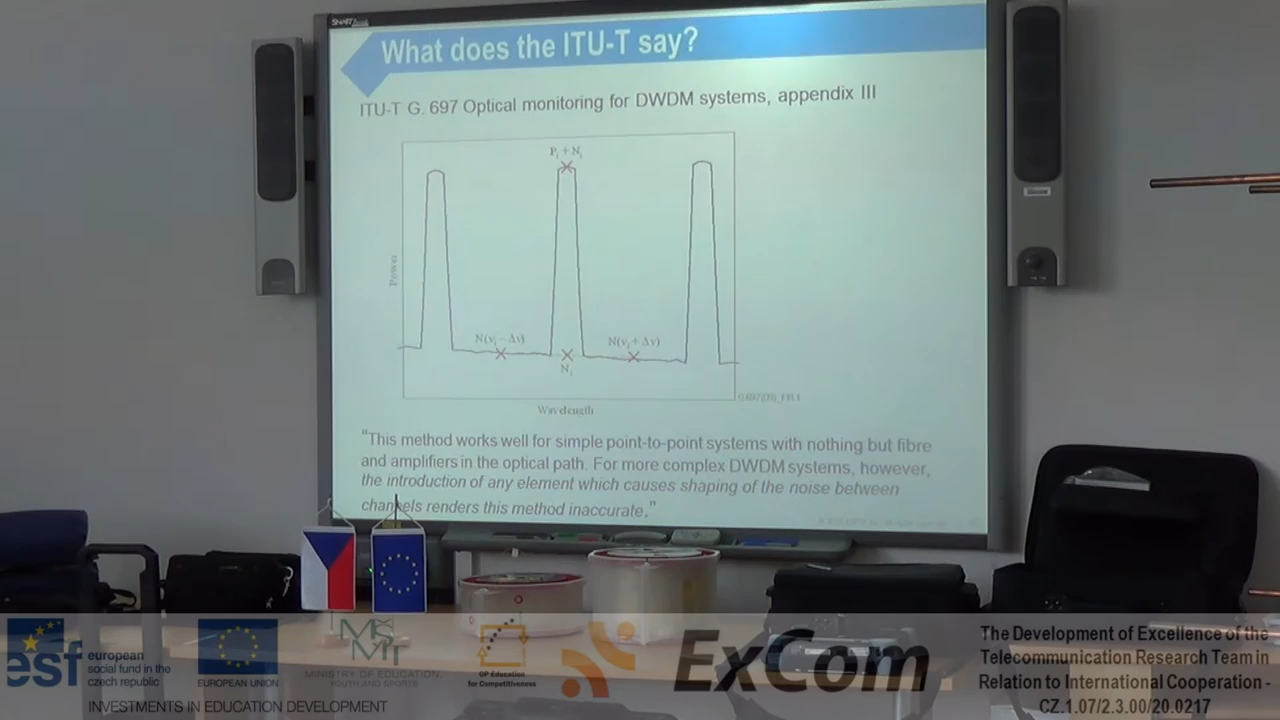 SMART
What does the ITU-T say?
ITU-T G. 697 Optical monitoring for DWDM systems, appendix III
Pᵢ + Nᵢ
Power
N(νᵢ − Δν)
N(νᵢ + Δν)
Nᵢ
Wavelength
"This method works well for simple point-to-point systems with nothing but fibre
and amplifiers in the optical path. For more complex DWDM systems, however,
the introduction of any element which causes shaping of the noise between
channels renders this method inaccurate."
esf european
social fund in the
czech republic
EUROPEAN UNION
MINISTRY OF EDUCATION,
YOUTH AND SPORTS
OP Education
for Competitiveness
INVESTMENTS IN EDUCATION DEVELOPMENT
ExCom
The Development of Excellence of the
Telecommunication Research Team in
Relation to International Cooperation -
CZ.1.07/2.3.00/20.0217